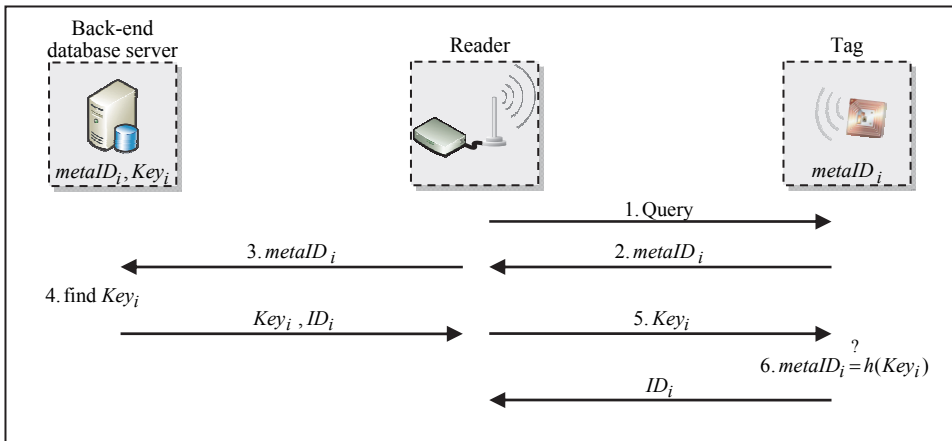 Back-end
database server
Reader
Tag
metaID_i, Key_i
metaID_i
1. Query
3. metaID_i
2. metaID_i
4. find Key_i
Key_i , ID_i
5. Key_i
?
6. metaID_i = h(Key_i)
ID_i